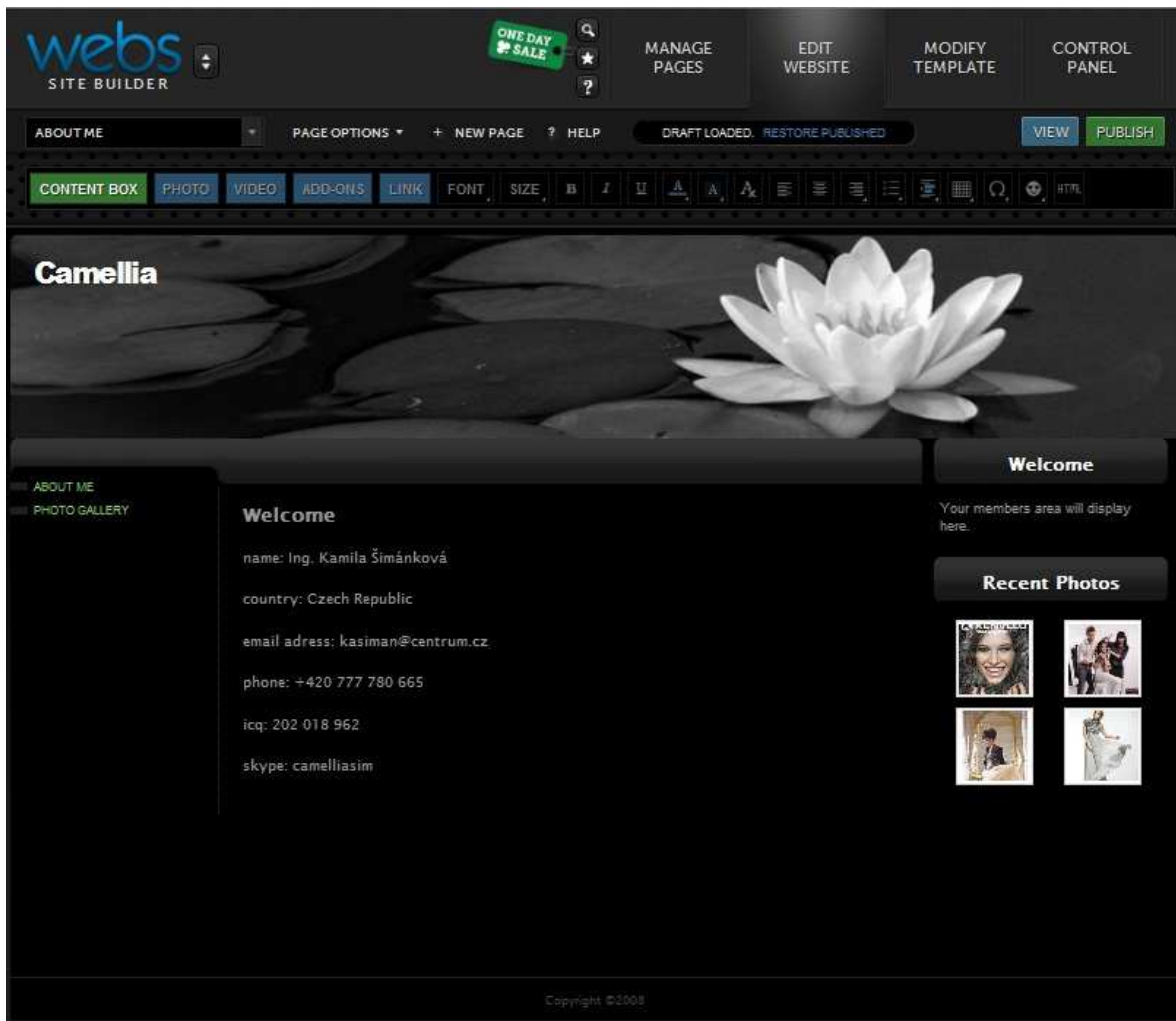 webs
SITE BUILDER
ONE DAY
SALE
?
MANAGE
PAGES
EDIT
WEBSITE
MODIFY
TEMPLATE
CONTROL
PANEL
ABOUT ME
PAGE OPTIONS
+ NEW PAGE
? HELP
DRAFT LOADED. RESTORE PUBLISHED
VIEW
PUBLISH
CONTENT BOX
PHOTO
VIDEO
ADD-ONS
LINK
FONT
SIZE
B
I
U
A
A
Ax
Ω
HTML
Camellia
ABOUT ME
PHOTO GALLERY
Welcome
name: Ing. Kamila Šimánková
country: Czech Republic
email adress: kasiman@centrum.cz
phone: +420 777 780 665
icq: 202 018 962
skype: camelliasim
Welcome
Your members area will display
here.
Recent Photos
Copyright ©2008